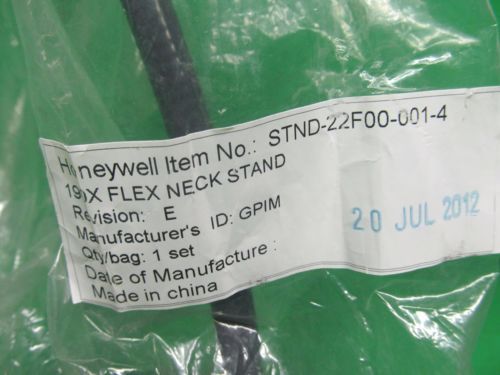 Honeywell Item No.: STND-22F00-001-4
190X FLEX NECK STAND
Revision: E
Manufacturer's ID: GPIM
Qty/bag: 1 set
Date of Manufacture:
Made in china
20 JUL 2012